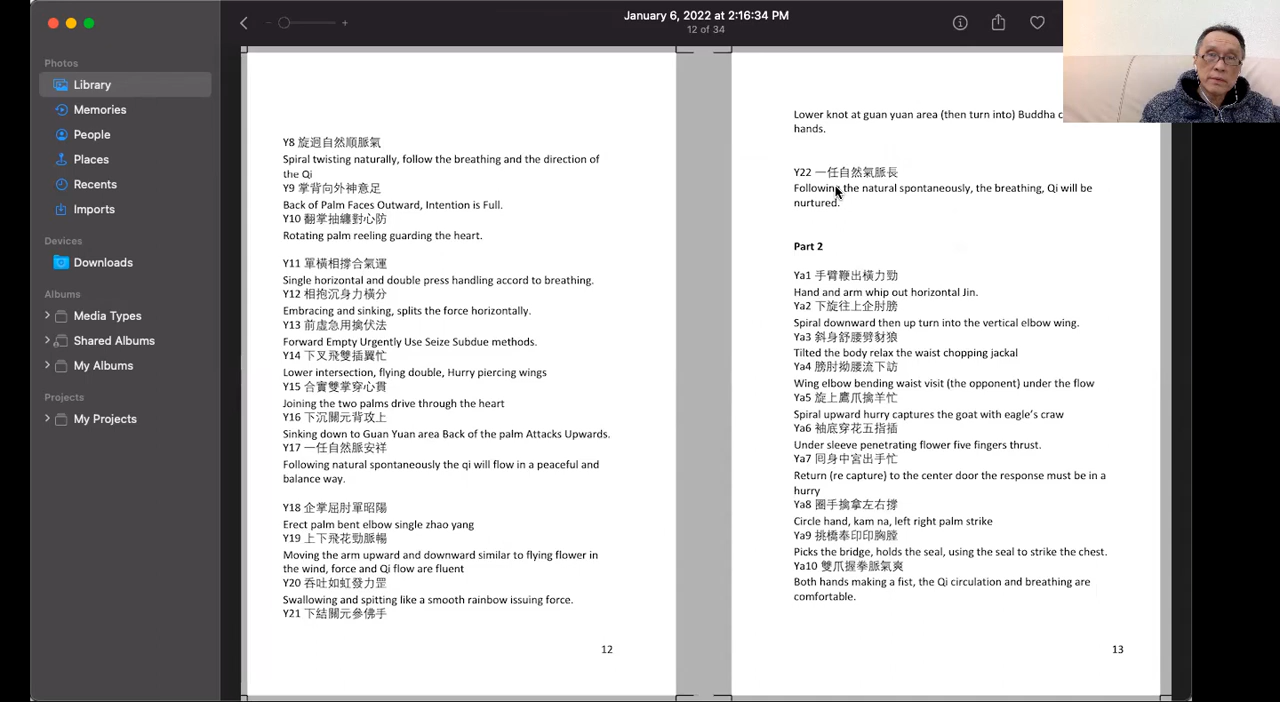 January 6, 2022 at 2:16:34 PM
12 of 34
Photos
Library
Memories
People
Places
Recents
Imports
Devices
Downloads
Albums
Media Types
Shared Albums
My Albums
Projects
My Projects
Y8 旋迴自然順脈氣
Spiral twisting naturally, follow the breathing and the direction of
the Qi
Y9 掌背向外神意足
Back of Palm Faces Outward, Intention is Full.
Y10 翻掌抽纏對心防
Rotating palm reeling guarding the heart.
Y11 單橫相撐合氣運
Single horizontal and double press handling accord to breathing.
Y12 相抱沉身力橫分
Embracing and sinking, splits the force horizontally.
Y13 前虛急用擒伏法
Forward Empty Urgently Use Seize Subdue methods.
Y14 下叉飛雙插翼忙
Lower intersection, flying double, Hurry piercing wings
Y15 合實雙掌穿心貫
Joining the two palms drive through the heart
Y16 下沉關元背攻上
Sinking down to Guan Yuan area Back of the palm Attacks Upwards.
Y17 一任自然脈安祥
Following natural spontaneously the qi will flow in a peaceful and
balance way.
Y18 企掌屈肘單昭陽
Erect palm bent elbow single zhao yang
Y19 上下飛花勁脈暢
Moving the arm upward and downward similar to flying flower in
the wind, force and Qi flow are fluent
Y20 吞吐如虹發力罡
Swallowing and spitting like a smooth rainbow issuing force.
Y21 下結關元參佛手
12
Lower knot at guan yuan area (then turn into) Buddha
hands.
Y22 一任自然氣脈長
Following the natural spontaneously, the breathing, Qi will be
nurtured.
Part 2
Ya1 手臂鞭出橫力勁
Hand and arm whip out horizontal Jin.
Ya2 下旋往上企肘膀
Spiral downward then up turn into the vertical elbow wing.
Ya3 斜身舒腰劈豺狼
Tilted the body relax the waist chopping jackal
Ya4 膀肘拗腰流下訪
Wing elbow bending waist visit (the opponent) under the flow
Ya5 旋上鷹爪擒羊忙
Spiral upward hurry captures the goat with eagle's craw
Ya6 袖底穿花五指插
Under sleeve penetrating flower five fingers thrust.
Ya7 囘身中宮出手忙
Return (re capture) to the center door the response must be in a
hurry
Ya8 圈手擒拿左右撐
Circle hand, kam na, left right palm strike
Ya9 挑橋奉印印胸膛
Picks the bridge, holds the seal, using the seal to strike the chest.
Ya10 雙爪握拳脈氣爽
Both hands making a fist, the Qi circulation and breathing are
comfortable.
13